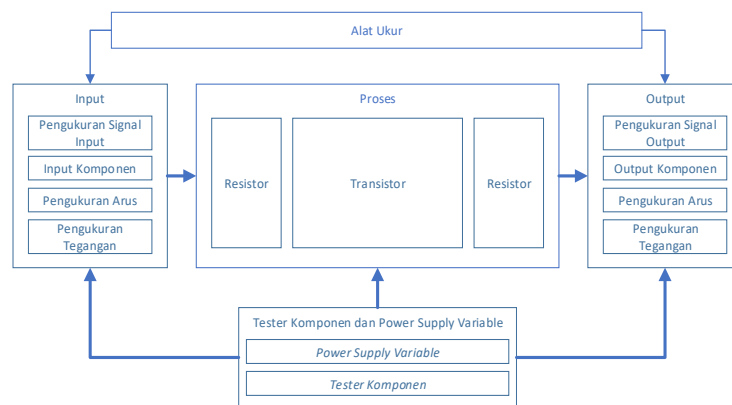 Alat Ukur
Input
Pengukuran Signal
Input
Input Komponen
Pengukuran Arus
Pengukuran
Tegangan
Proses
Resistor
Transistor
Resistor
Output
Pengukuran Signal
Output
Output Komponen
Pengukuran Arus
Pengukuran
Tegangan
Tester Komponen dan Power Supply Variable
Power Supply Variable
Tester Komponen